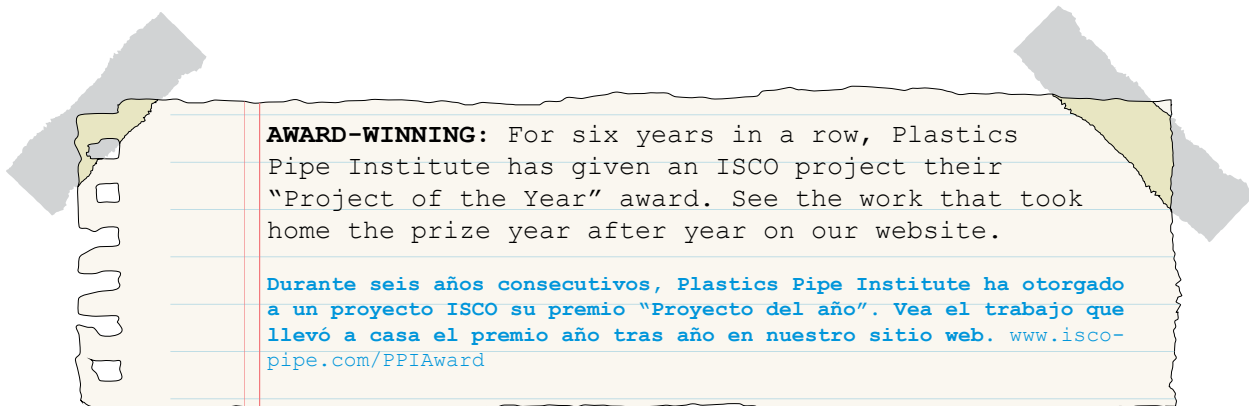 AWARD-WINNING: For six years in a row, Plastics
Pipe Institute has given an ISCO project their
“Project of the Year” award. See the work that took
home the prize year after year on our website.
Durante seis años consecutivos, Plastics Pipe Institute ha otorgado
a un proyecto ISCO su premio “Proyecto del año”. Vea el trabajo que
llevó a casa el premio año tras año en nuestro sitio web. www.isco-
pipe.com/PPIAward